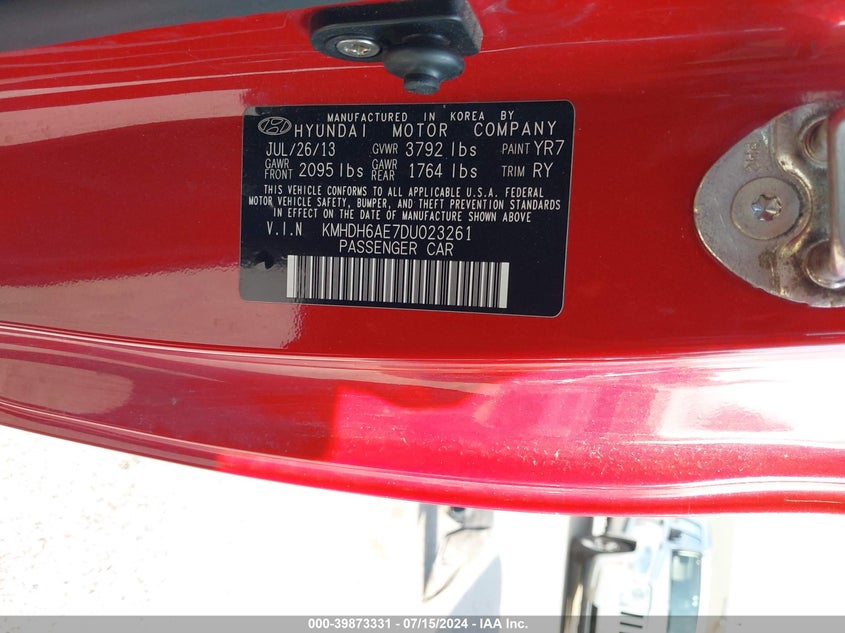 MANUFACTURED IN KOREA BY
HYUNDAI MOTOR COMPANY
JUL/26/13 GVWR 3792 lbs PAINT YR7
GAWR FRONT 2095 lbs GAWR REAR 1764 lbs TRIM RY
THIS VEHICLE CONFORMS TO ALL APPLICABLE U.S.A. FEDERAL
MOTOR VEHICLE SAFETY, BUMPER, AND THEFT PREVENTION STANDARDS
IN EFFECT ON THE DATE OF MANUFACTURE SHOWN ABOVE
V.I.N KMHDH6AE7DU023261
PASSENGER CAR
000-39873331 / 07/15/2024 - IAA Inc.